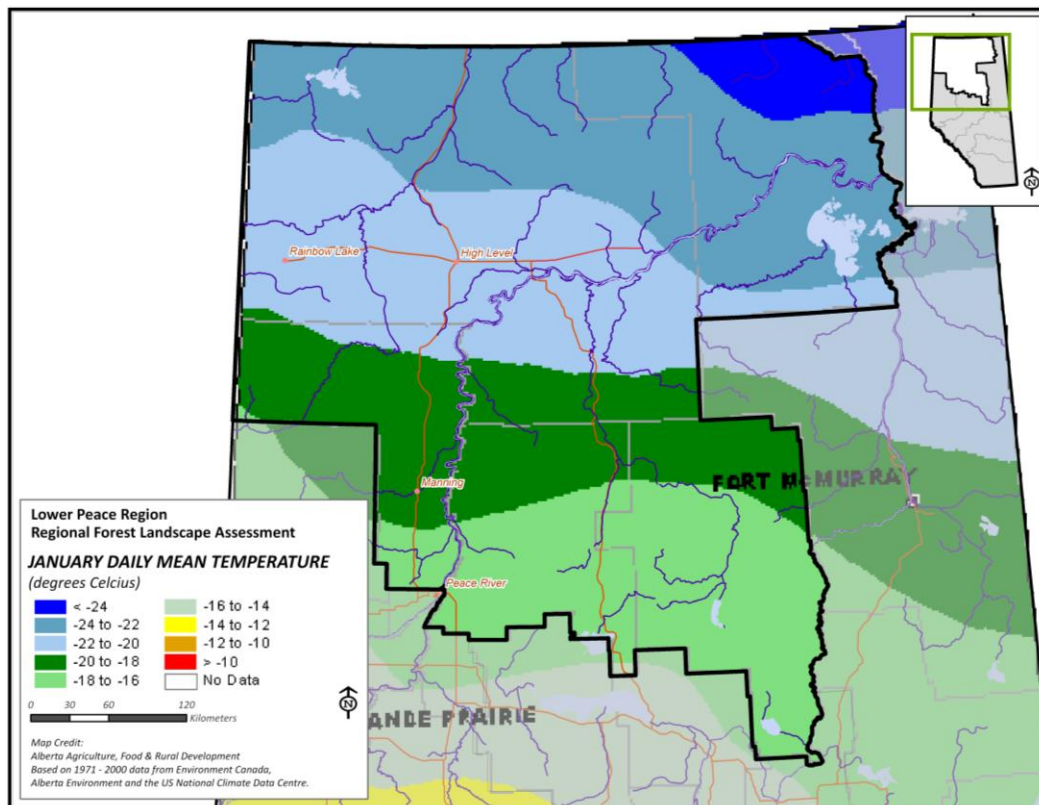 N
Rainbow Lake
High Level
FORT McMURRAY
Manning
Peace River
ANDE PRAIRIE
Lower Peace Region
Regional Forest Landscape Assessment
JANUARY DAILY MEAN TEMPERATURE
(degrees Celcius)
< -24
-24 to -22
-22 to -20
-20 to -18
-18 to -16
-16 to -14
-14 to -12
-12 to -10
> -10
No Data
0 30 60 120
Kilometers
N
Map Credit:
Alberta Agriculture, Food & Rural Development
Based on 1971 - 2000 data from Environment Canada,
Alberta Environment and the US National Climate Data Centre.